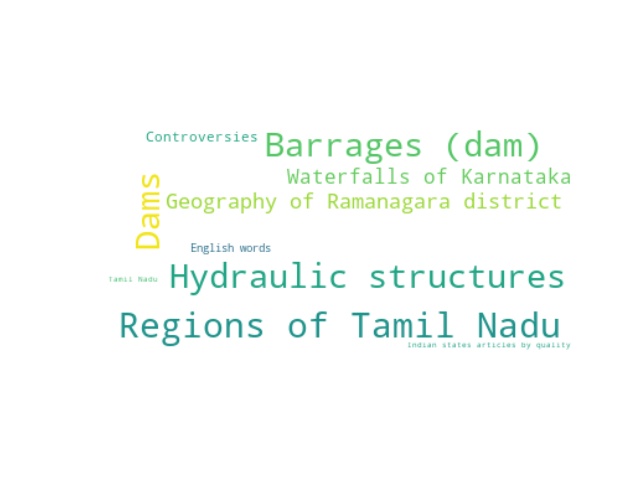 Controversies
Barrages (dam)
Waterfalls of Karnataka
Dams
Geography of Ramanagara district
English words
Tamil Nadu
Hydraulic structures
Regions of Tamil Nadu
Indian states articles by quality